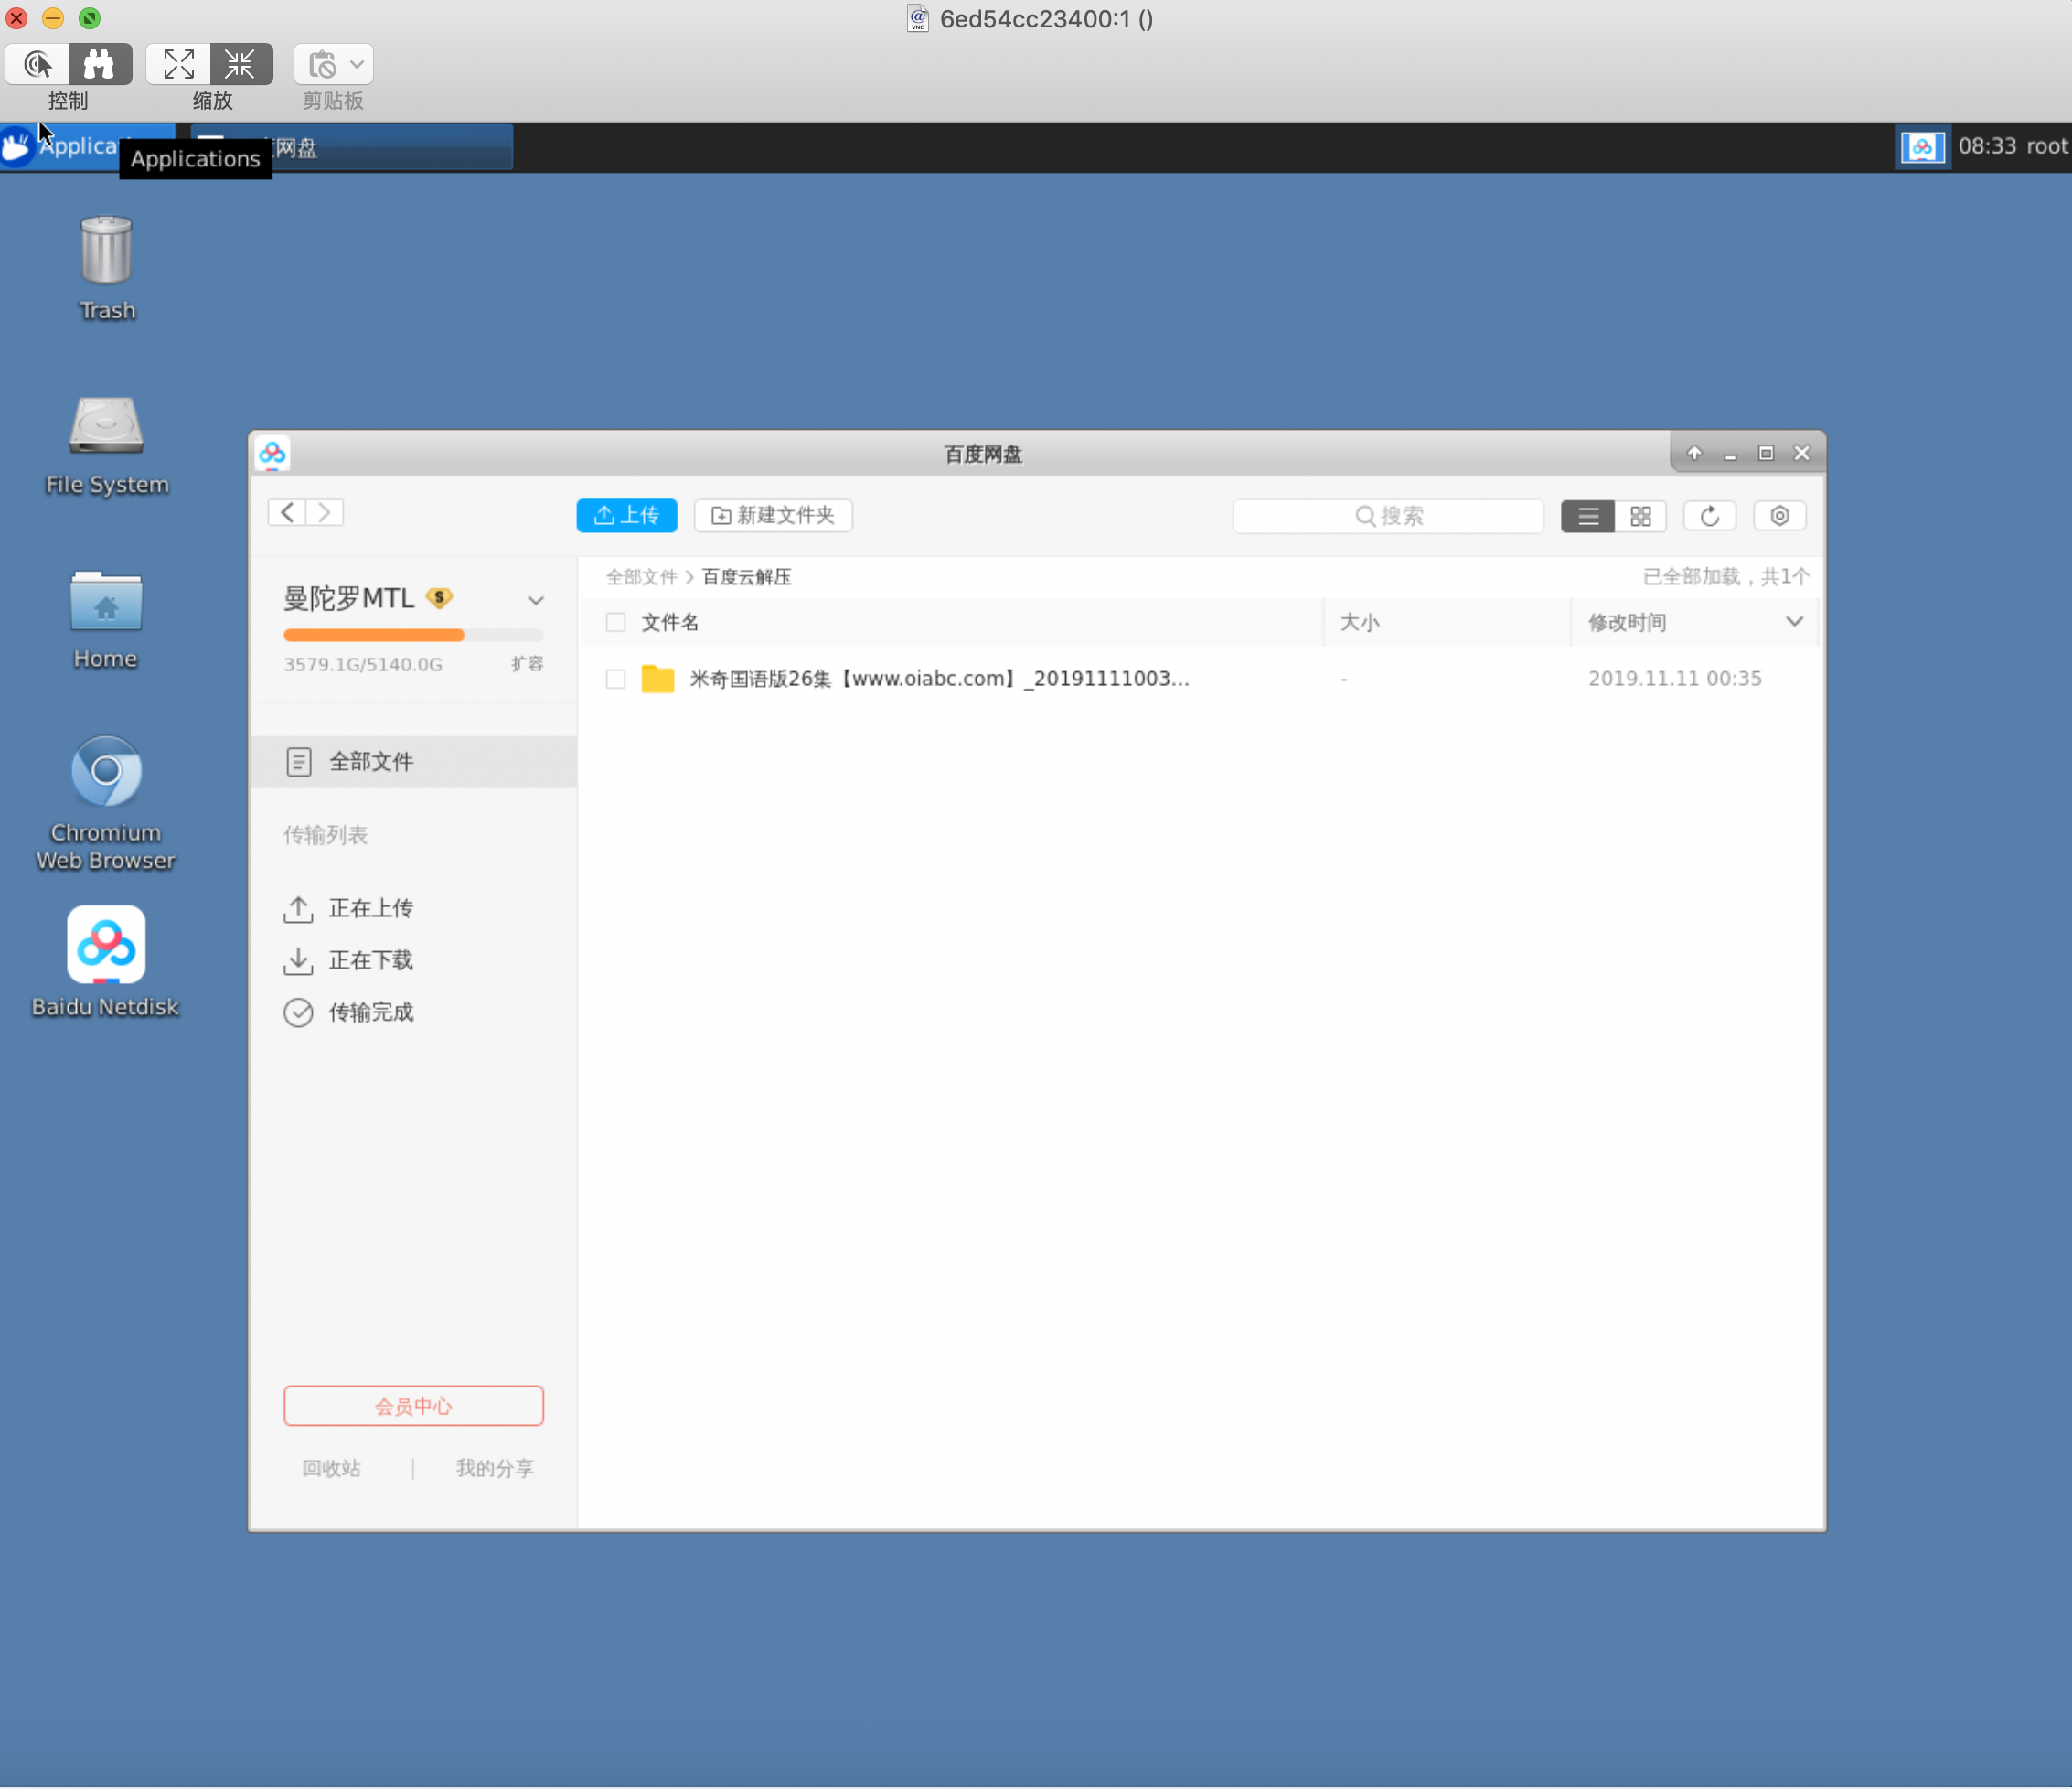 6ed54cc23400:1 ()
控制
缩放
剪贴板
网盘
Applications
08:33 root
Trash
File System
Home
Chromium
Web Browser
Baidu Netdisk
百度网盘
上传
新建文件夹
搜索
曼陀罗MTL
3579.1G/5140.0G
扩容
全部文件
传输列表
正在上传
正在下载
传输完成
会员中心
回收站
我的分享
全部文件 > 百度云解压
已全部加载，共1个
文件名
大小
修改时间
米奇国语版26集【www.oiabc.com】_20191111003...
-
2019.11.11 00:35